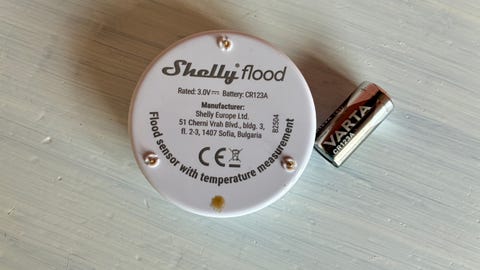 Shelly flood
Rated: 3.0V⎓ Battery: CR123A
Manufacturer:
Shelly Europe Ltd.
51 Cherni Vrah Blvd., bldg. 3,
fl. 2-3, 1407 Sofia, Bulgaria
82504
CE
Flood sensor with temperature measurement
VARTA
CR123A